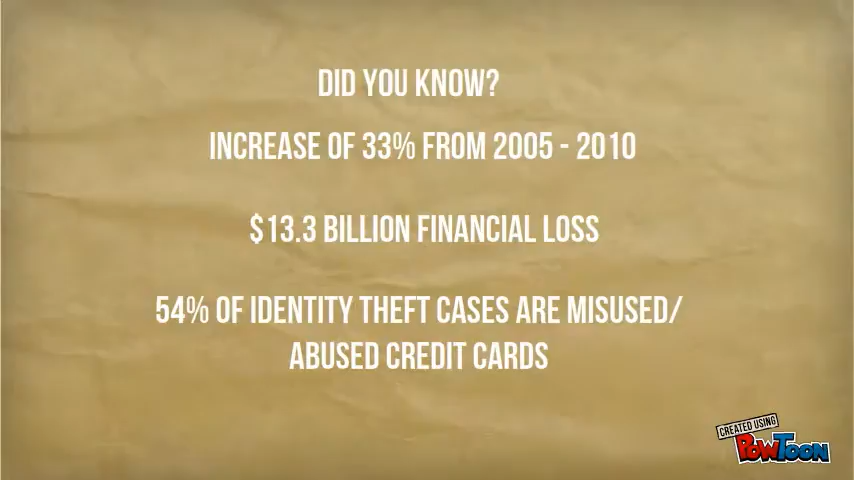 DID YOU KNOW?
INCREASE OF 33% FROM 2005 - 2010
$13.3 BILLION FINANCIAL LOSS
54% OF IDENTITY THEFT CASES ARE MISUSED/
ABUSED CREDIT CARDS
CREATED USING
POWTOON